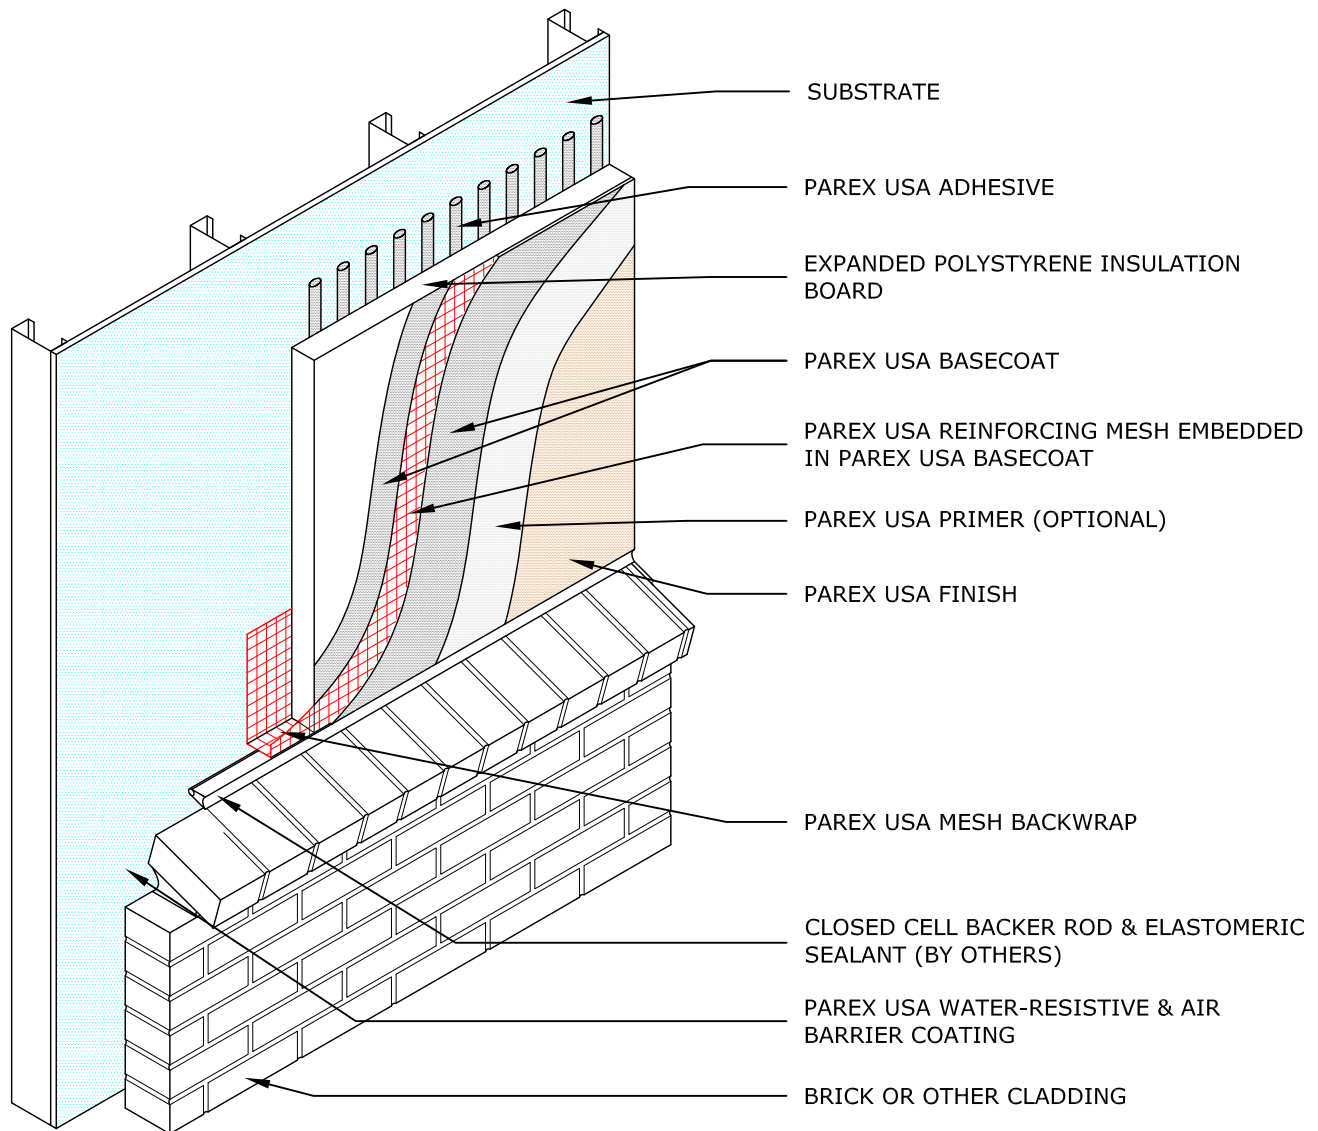 SUBSTRATE
PAREX USA ADHESIVE
EXPANDED POLYSTYRENE INSULATION
BOARD
PAREX USA BASECOAT
PAREX USA REINFORCING MESH EMBEDDED
IN PAREX USA BASECOAT
PAREX USA PRIMER (OPTIONAL)
PAREX USA FINISH
PAREX USA MESH BACKWRAP
CLOSED CELL BACKER ROD & ELASTOMERIC
SEALANT (BY OTHERS)
PAREX USA WATER-RESISTIVE & AIR
BARRIER COATING
BRICK OR OTHER CLADDING